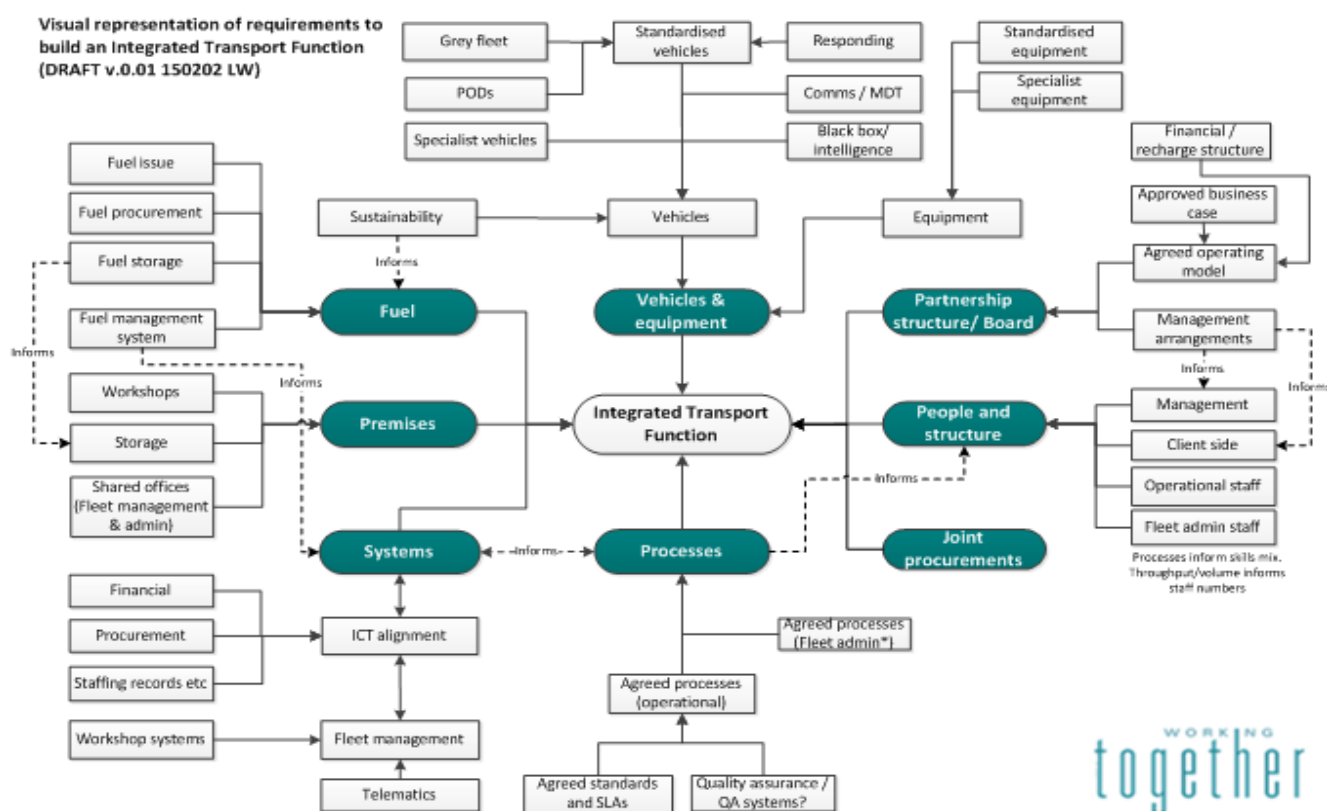 Visual representation of requirements to
build an Integrated Transport Function
(DRAFT v.0.01 150202 LW)
Grey fleet
Standardised
vehicles
Responding
Standardised
equipment
PODs
Comms / MDT
Specialist
equipment
Specialist vehicles
Black box/
intelligence
Financial /
recharge structure
Fuel issue
Fuel procurement
Sustainability
Vehicles
Equipment
Approved business
case
Fuel storage
Informs
Agreed operating
model
Fuel
Vehicles &
equipment
Partnership
structure/ Board
Fuel management
system
Management
arrangements
Informs
Informs
Informs
Informs
Workshops
Premises
Integrated Transport
Function
People and
structure
Management
Storage
Client side
Shared offices
(Fleet management
& admin)
Informs
Operational staff
Systems
Informs
Processes
Joint
procurements
Fleet admin staff
Processes inform skills mix.
Throughput/volume informs
staff numbers
Financial
Procurement
ICT alignment
Agreed processes
(Fleet admin*)
Staffing records etc
Agreed processes
(operational)
Workshop systems
Fleet management
Telematics
Agreed standards
and SLAs
Quality assurance /
QA systems?
WORKING
together